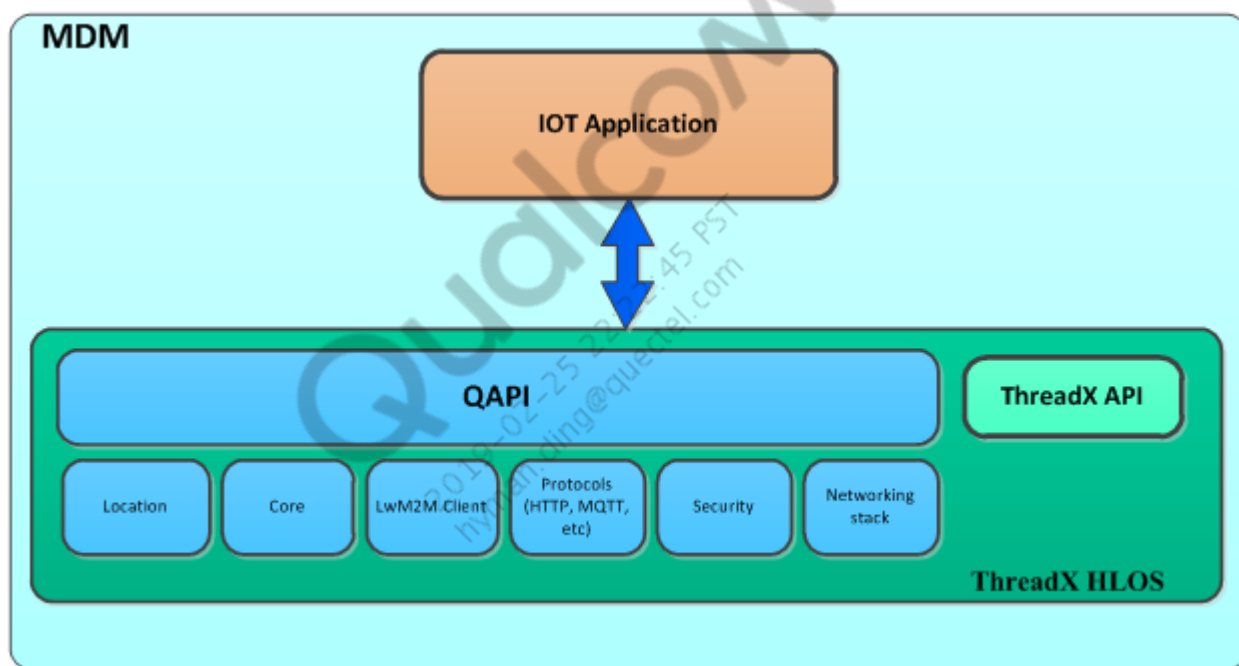 MDM
IOT Application
QAPI
ThreadX API
Location
Core
LwM2M Client
Protocols
(HTTP, MQTT,
etc)
Security
Networking
stack
ThreadX HLOS
Qualcom
2019-02-25 22:22:45 PST
hyman.ding@quectel.com